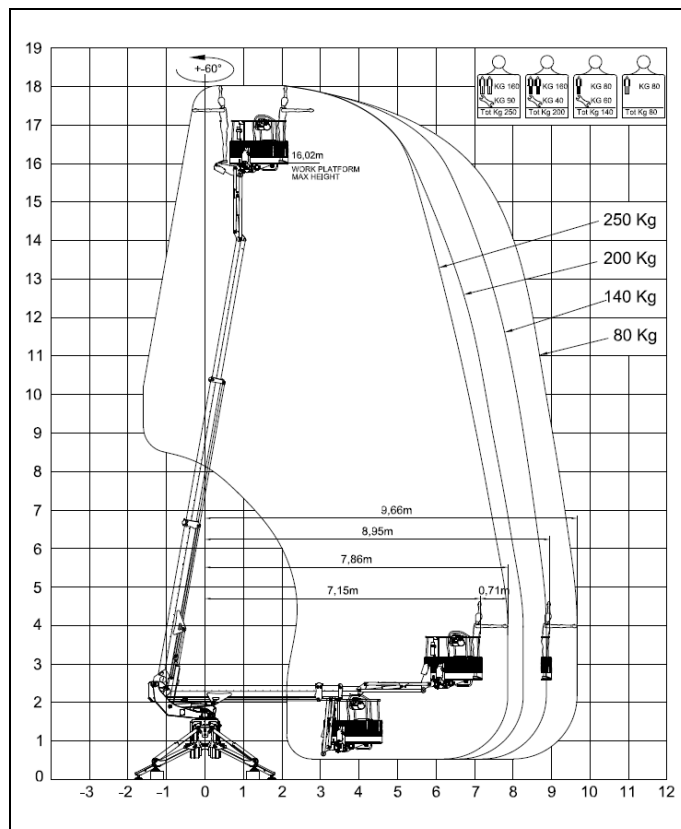 19
18
17
16
15
14
13
12
11
10
9
8
7
6
5
4
3
2
1
0
+-60°
KG 160
KG 90
Tot Kg 250
KG 160
KG 40
Tot Kg 200
KG 80
KG 60
Tot Kg 140
KG 80
Tot Kg 80
16,02m
WORK PLATFORM
MAX HEIGHT
250 Kg
200 Kg
140 Kg
80 Kg
9,66m
8,95m
7,86m
7,15m 0,71m
-3 -2 -1 0 1 2 3 4 5 6 7 8 9 10 11 12